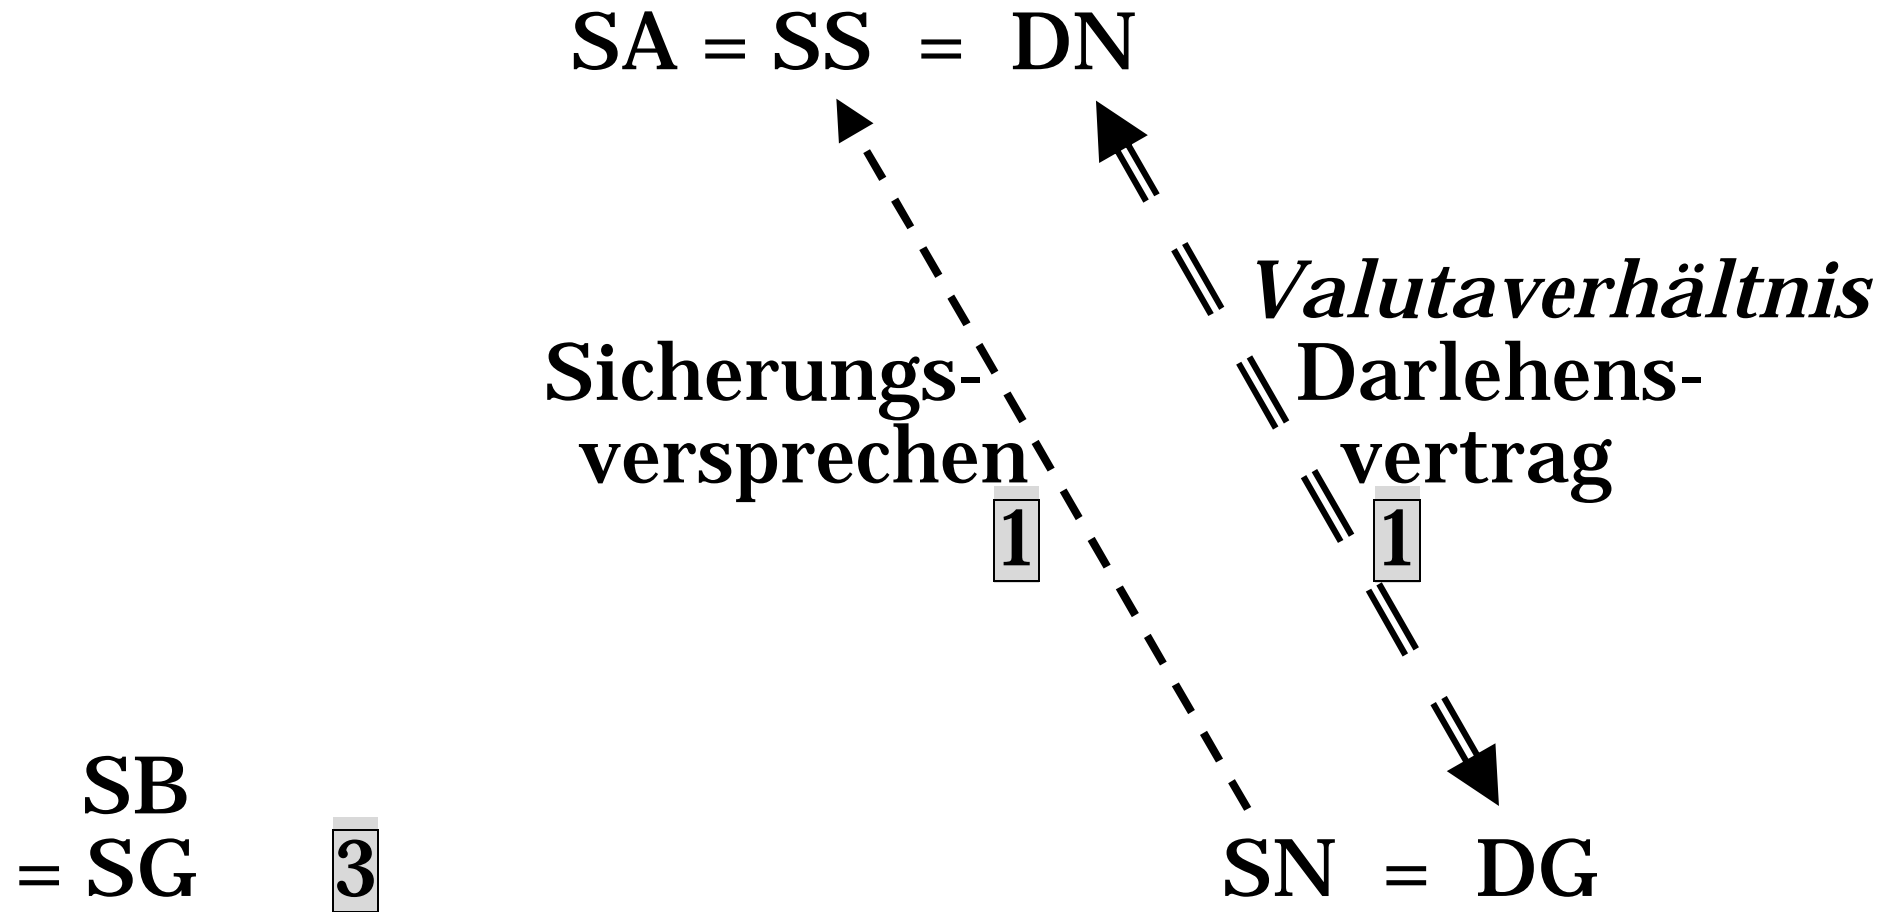 SA = SS = DN
Valutaverhältnis
Sicherungs-
versprechen
1
Darlehens-
vertrag
1
SB
= SG
3
SN = DG